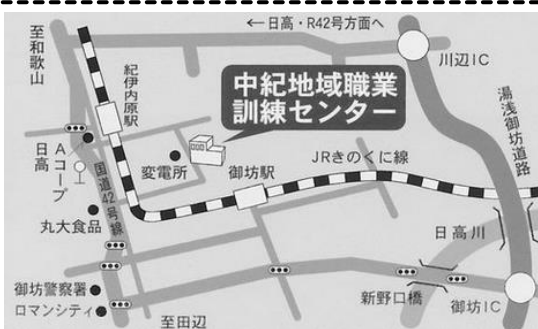 ←日高・R42号方面へ
至和歌山
川辺IC
紀伊内原駅
中紀地域職業
訓練センター
湯浅御坊道路
Aコープ
日高
国道42号線
変電所
御坊駅
JRきのくに線
丸大食品
日高川
御坊警察署
ロマンシティ
新野口橋
御坊IC
至田辺